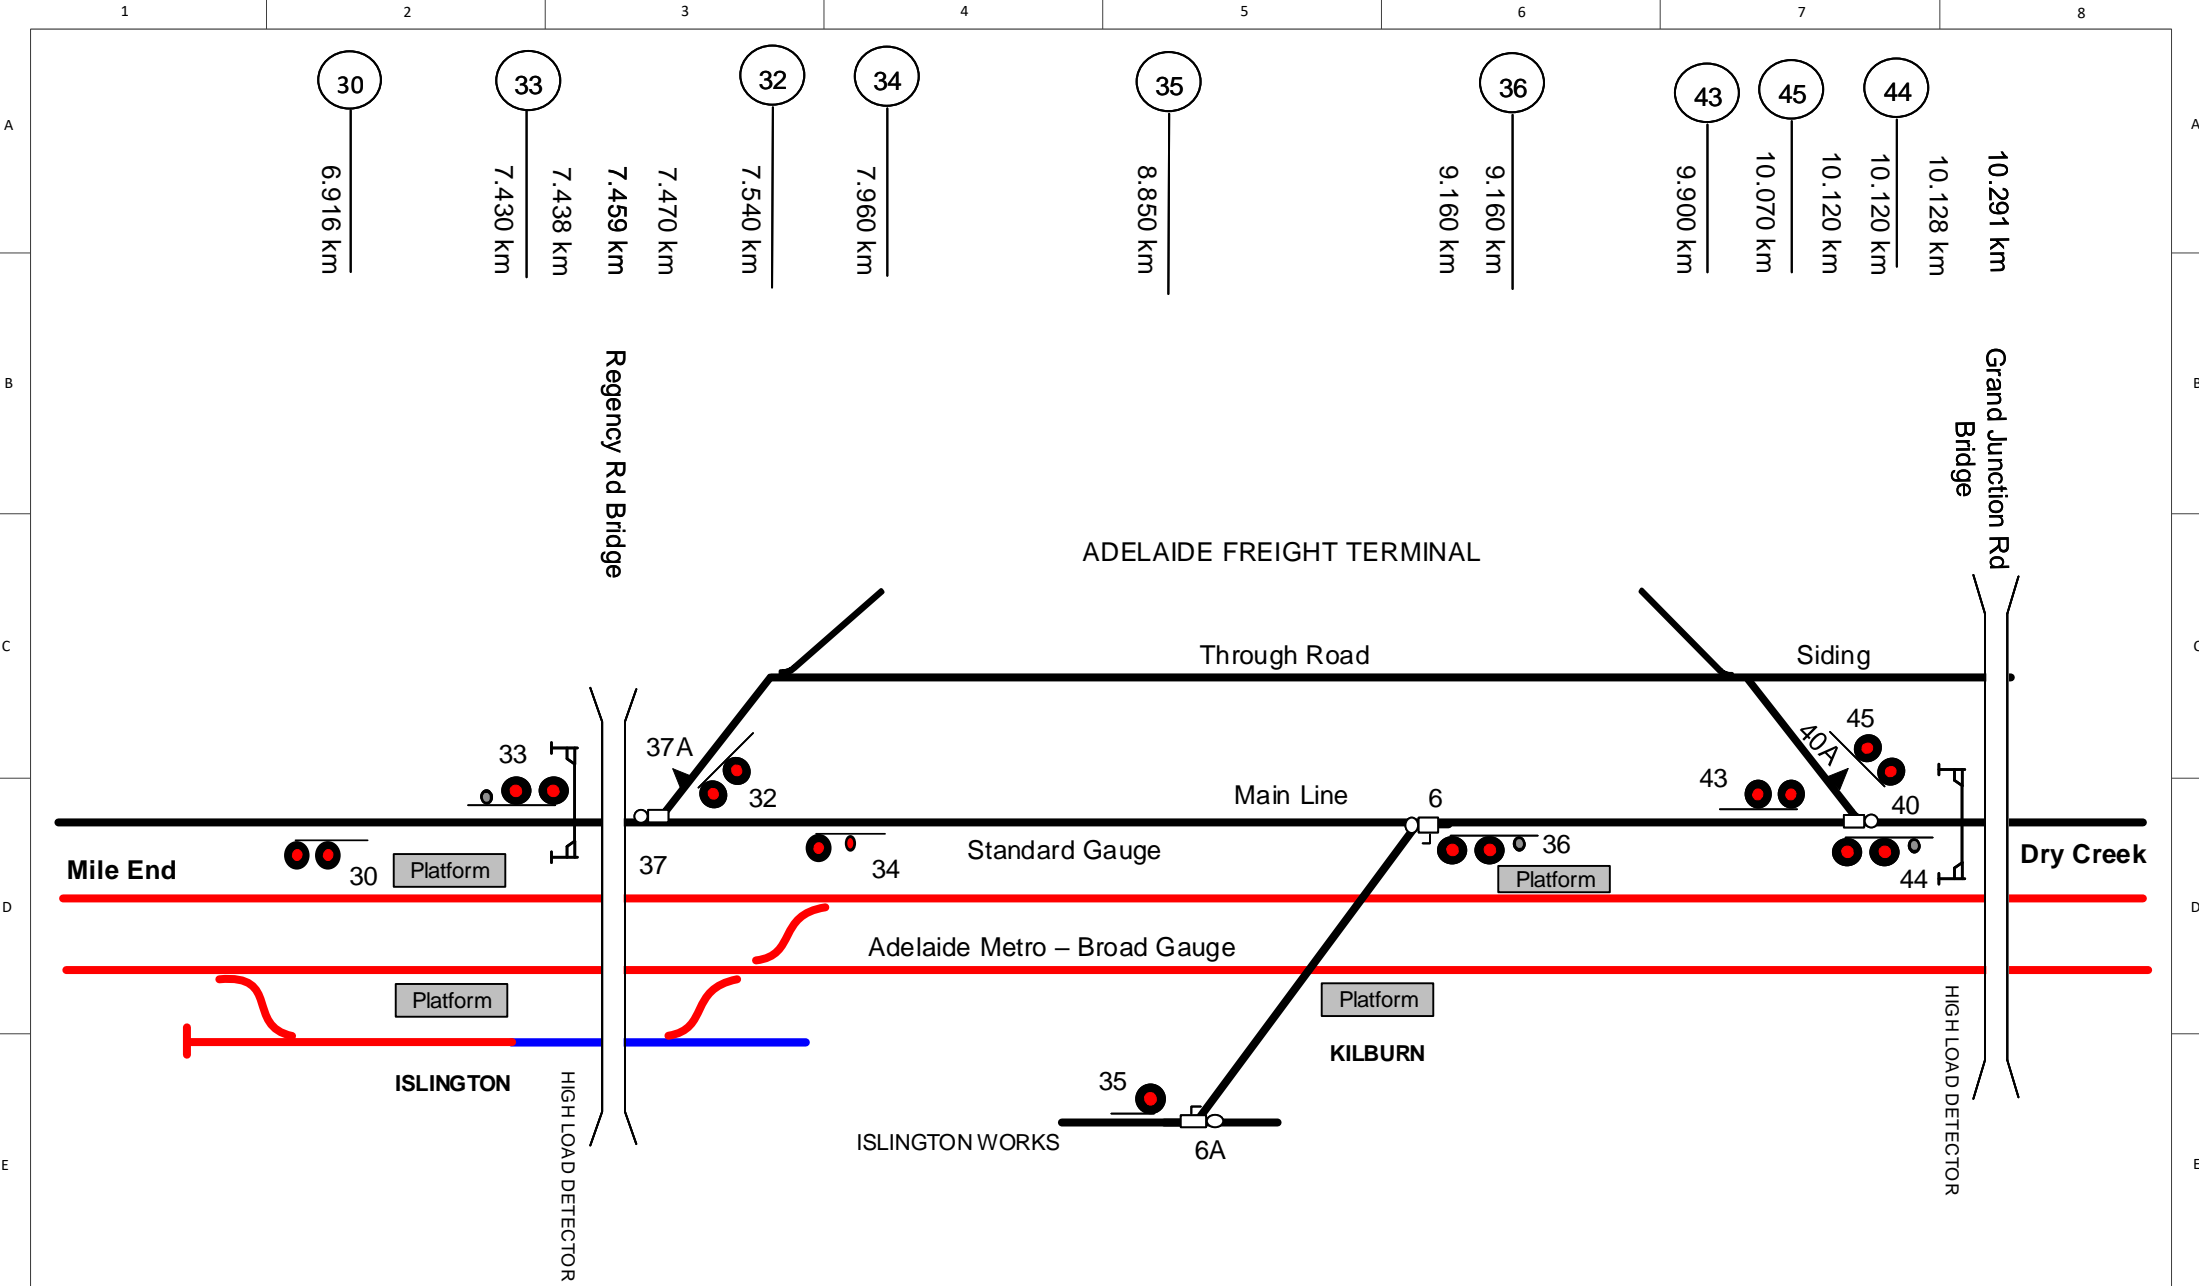 1 2 3 4 5 6 7 8
A
A
30 33 32 34 35 36 43 45 44
6.916 km
7.430 km
7.438 km
7.459 km
7.470 km
7.540 km
7.960 km
8.850 km
9.160 km
9.160 km
9.900 km
10.070 km
10.120 km
10.120 km
10.128 km
10.291 km
B
Regency Rd Bridge
Grand Junction Rd
Bridge
ADELAIDE FREIGHT TERMINAL
C
Through Road
Siding
33
37A
32
Main Line
6
43
45
40A
40
Mile End
30
Platform
37
34
Standard Gauge
36
Platform
44
Dry Creek
D
D
Adelaide Metro – Broad Gauge
Platform
Platform
ISLINGTON
KILBURN
HIGH LOAD DETECTOR
HIGH LOAD DETECTOR
35
ISLINGTON WORKS
6A
E